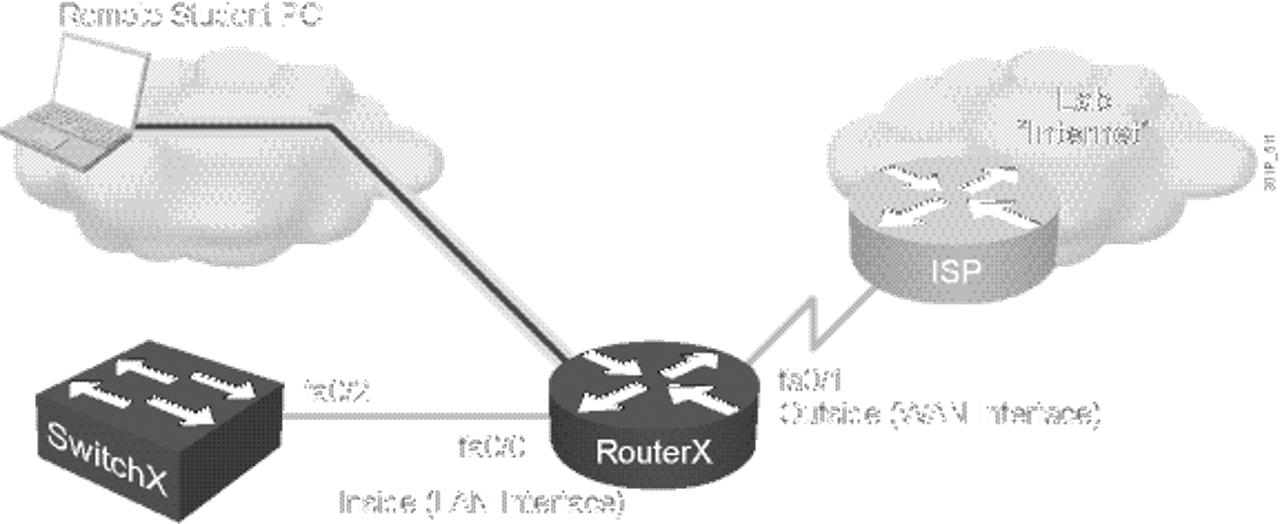 Remote Student PC
Lab
"Internet"
ISP
fa0/2
fa0/1
Outside (WAN Interface)
SwitchX
fa0/0
RouterX
Inside (LAN Interface)